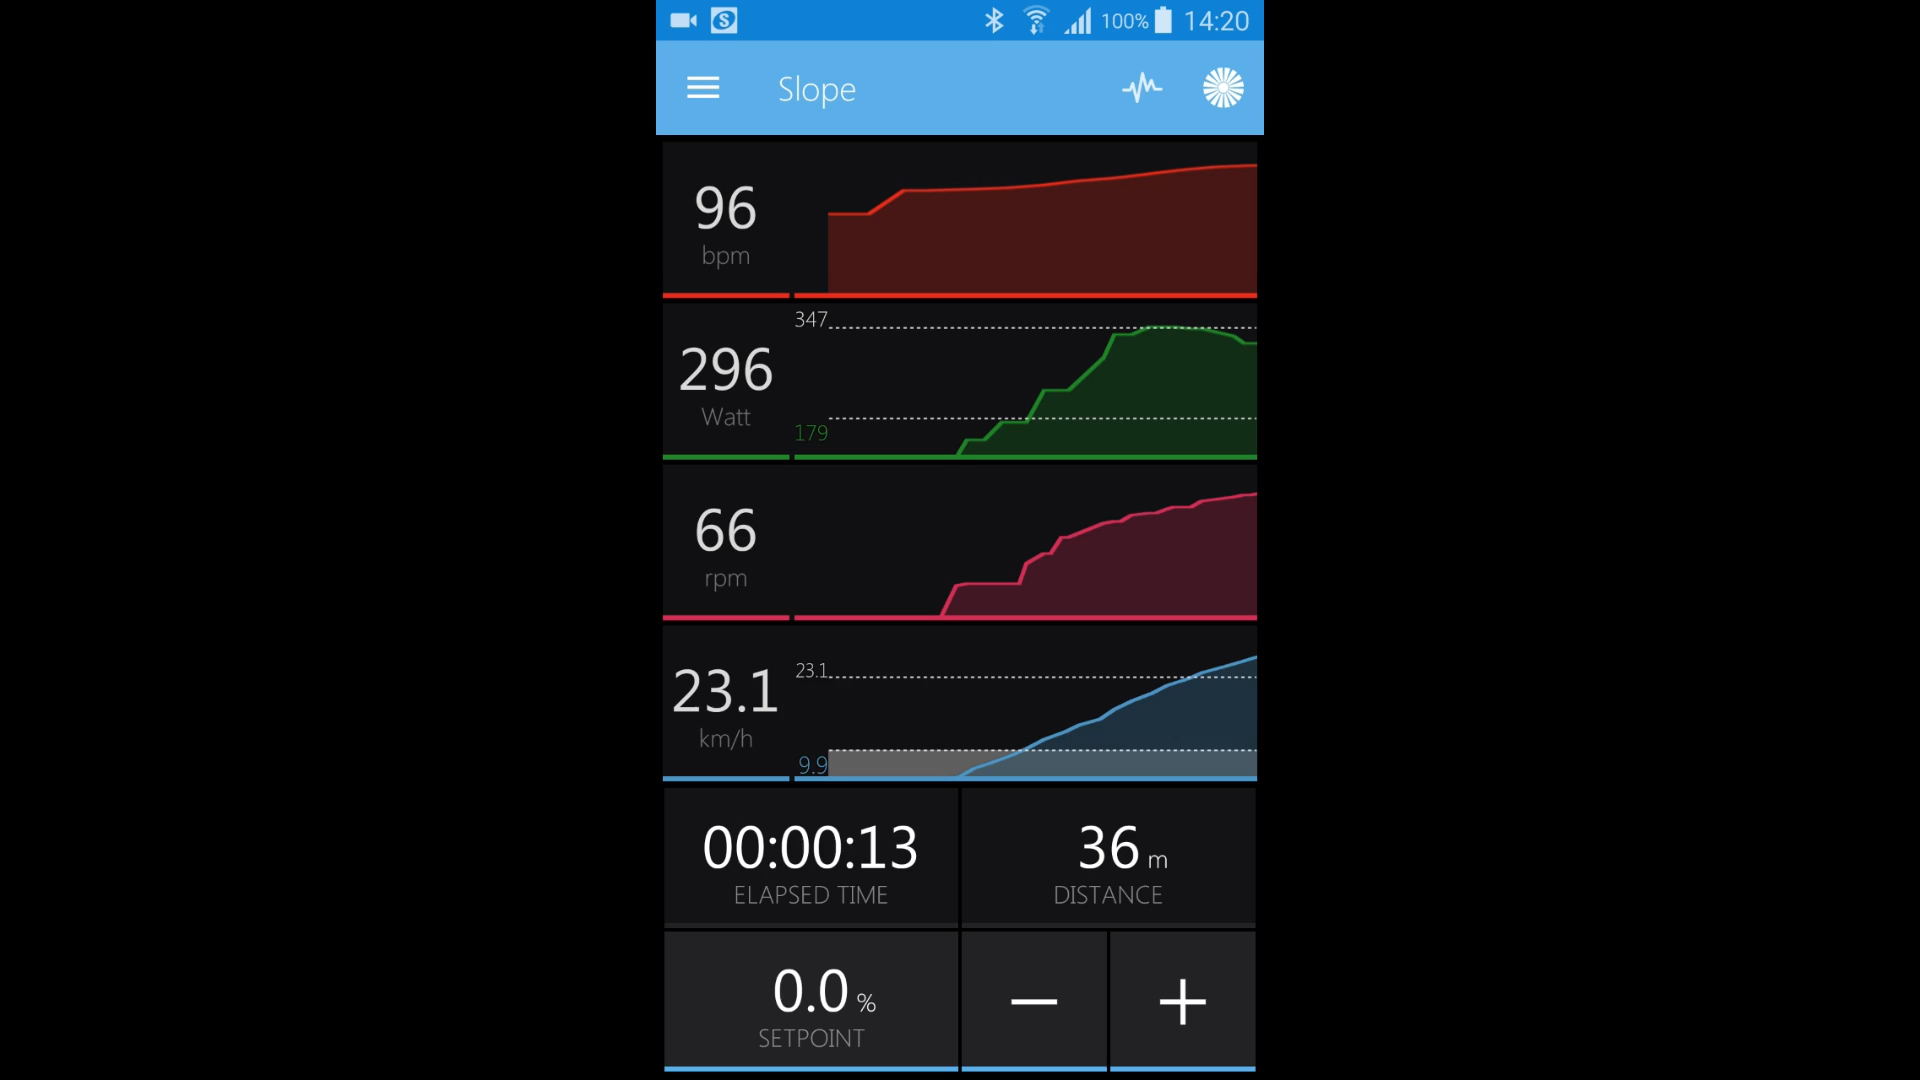 S 100% 14:20
Slope
96
bpm
347
296
Watt
179
66
rpm
23.1
23.1
km/h
9.9
00:00:13
ELAPSED TIME
36 m
DISTANCE
0.0 %
SETPOINT
— +